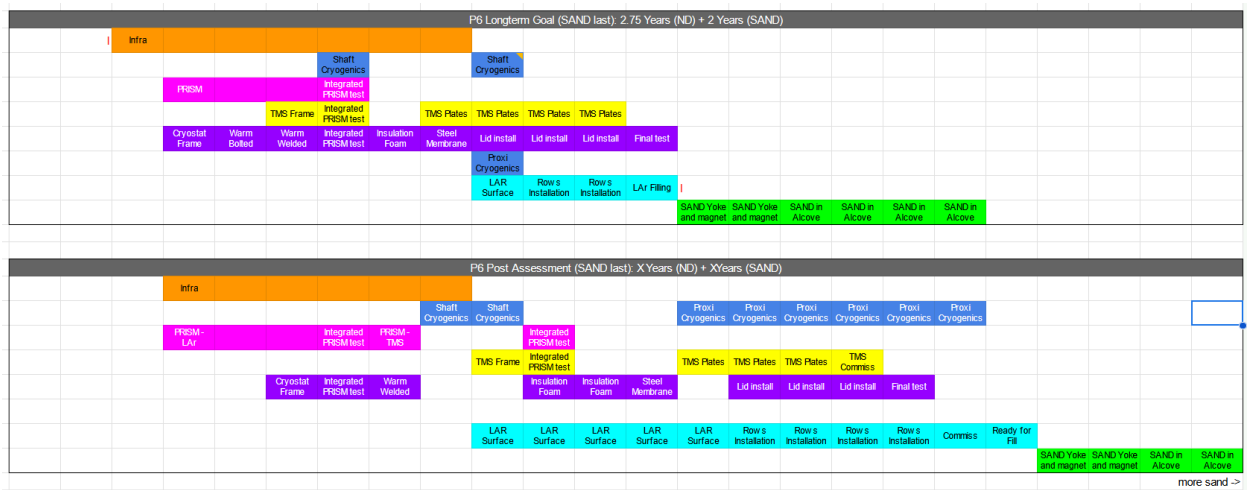 P6 Longterm Goal (SAND last): 2.75 Years (ND) + 2 Years (SAND)
Infra
Shaft Cryogenics Shaft Cryogenics
PRISM Integrated PRISM test
TMS Frame Integrated PRISM test TMS Plates TMS Plates TMS Plates TMS Plates
Cryostat Frame Warm Bolted Warm Welded Integrated PRISM test Insulation Foam Steel Membrane Lid install Lid install Lid install Final test
Proxi Cryogenics
LAR Surface Rows Installation Rows Installation LAr Filling
SAND Yoke and magnet SAND Yoke and magnet SAND in Alcove SAND in Alcove SAND in Alcove SAND in Alcove
P6 Post Assessment (SAND last): X Years (ND) + XYears (SAND)
Infra
Shaft Cryogenics Shaft Cryogenics Proxi Cryogenics Proxi Cryogenics Proxi Cryogenics Proxi Cryogenics Proxi Cryogenics Proxi Cryogenics
PRISM - LAr Integrated PRISM test PRISM - TMS Integrated PRISM test
TMS Frame Integrated PRISM test TMS Plates TMS Plates TMS Plates TMS Commiss
Cryostat Frame Integrated PRISM test Warm Welded Insulation Foam Insulation Foam Steel Membrane Lid install Lid install Lid install Final test
LAR Surface LAR Surface LAR Surface LAR Surface LAR Surface Rows Installation Rows Installation Rows Installation Rows Installation Commiss Ready for Fill
SAND Yoke and magnet SAND Yoke and magnet SAND in Alcove SAND in Alcove
more sand ->